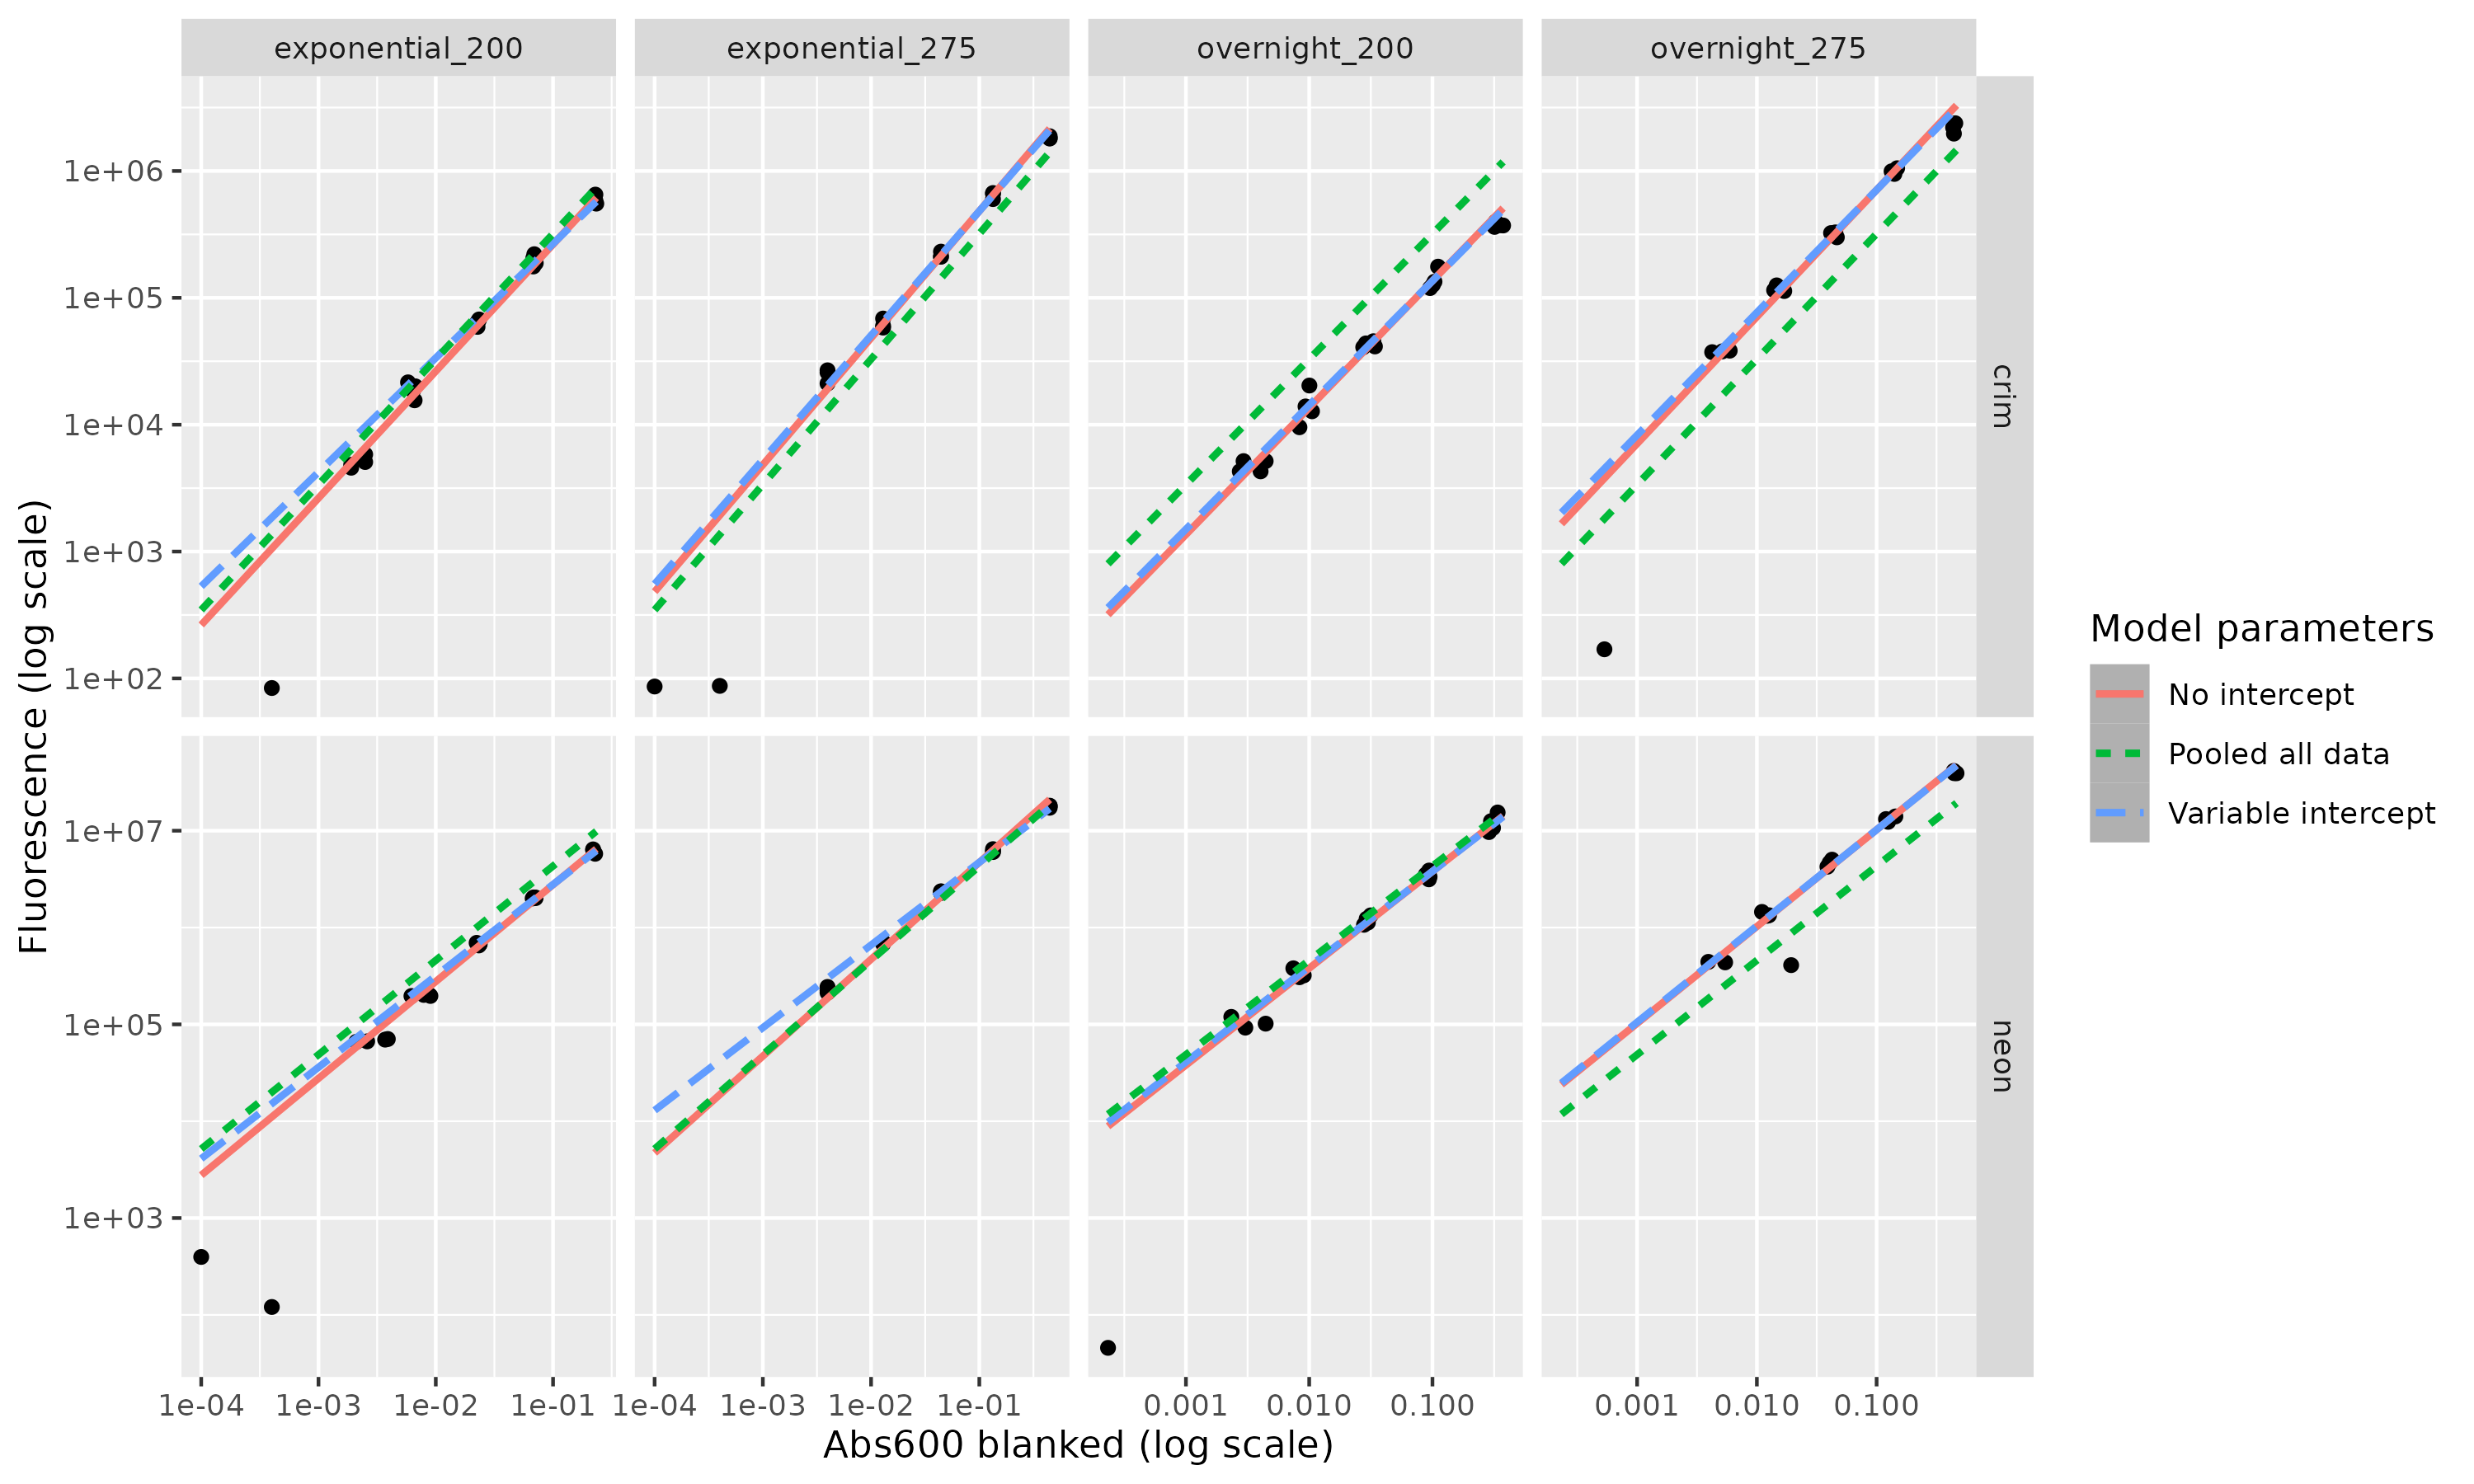 exponential_200 exponential_275 overnight_200 overnight_275
1e+06
1e+05
1e+04
1e+03
1e+02
crim
1e+07
1e+05
1e+03
neon
1e-04 1e-03 1e-02 1e-01 1e-04 1e-03 1e-02 1e-01 0.001 0.010 0.100 0.001 0.010 0.100
Abs600 blanked (log scale)
Fluorescence (log scale)
Model parameters
No intercept
Pooled all data
Variable intercept